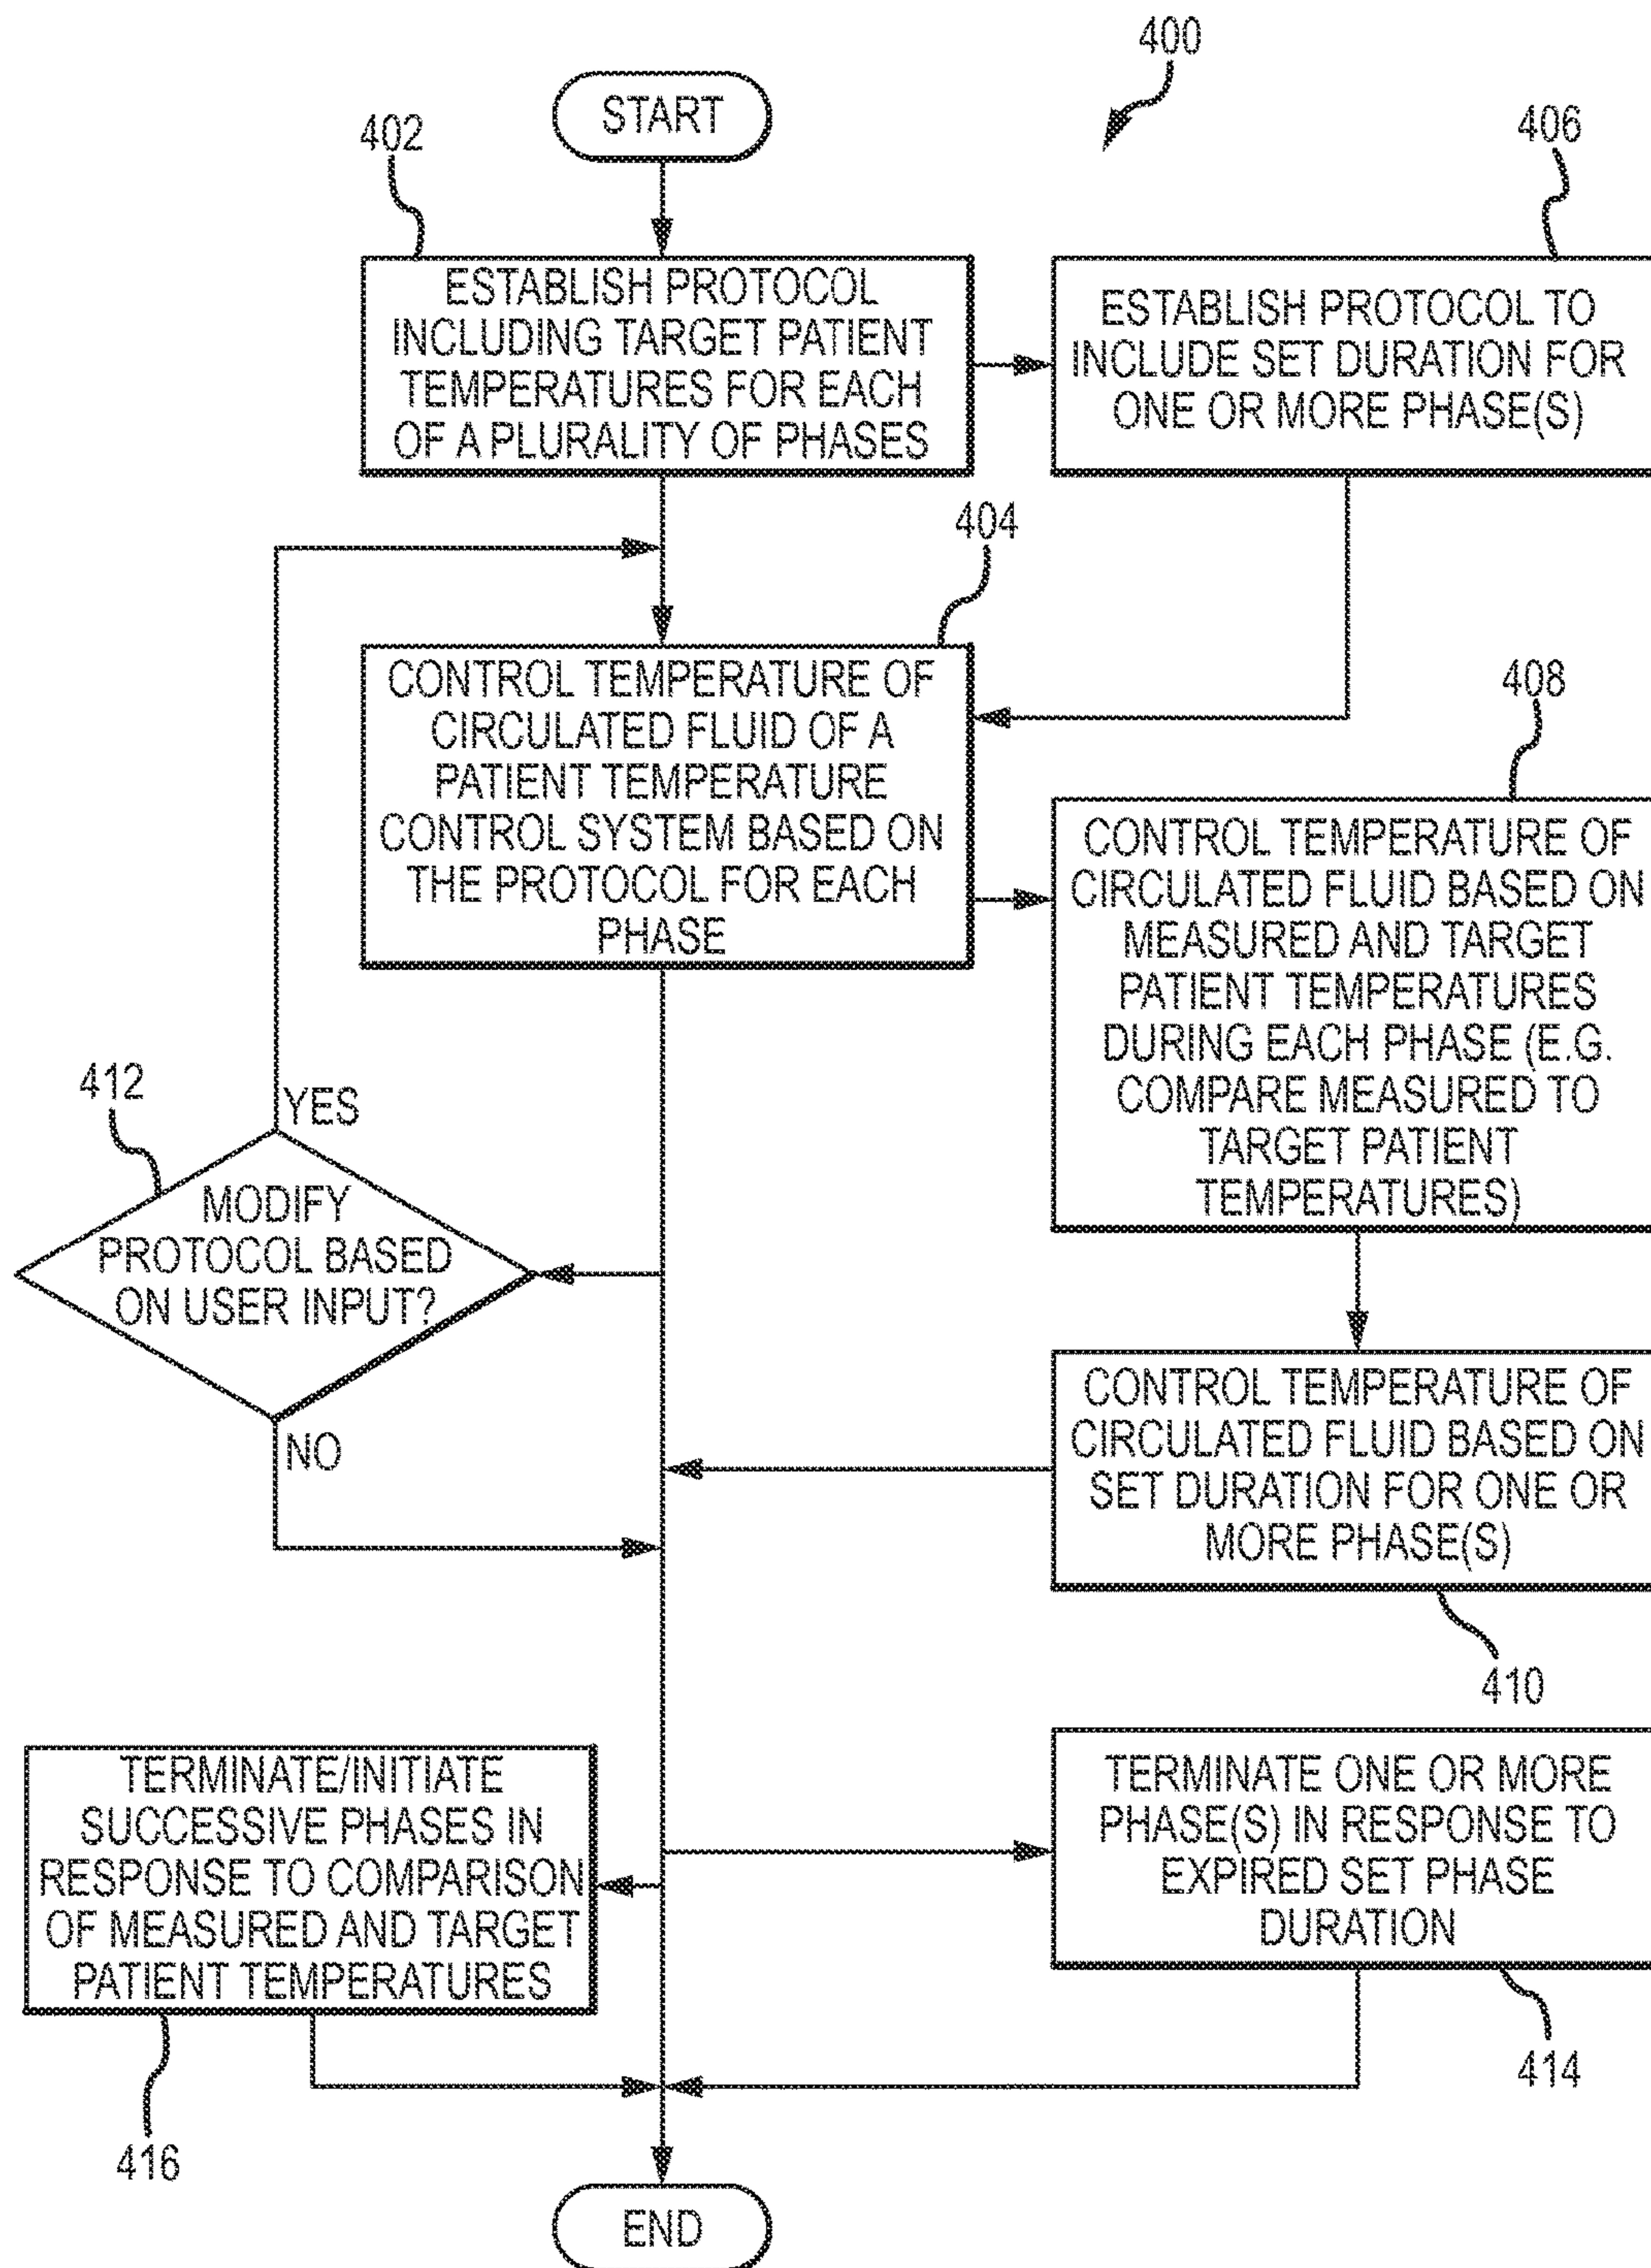 400
START
402
406
ESTABLISH PROTOCOL
INCLUDING TARGET PATIENT
TEMPERATURES FOR EACH
OF A PLURALITY OF PHASES
ESTABLISH PROTOCOL TO
INCLUDE SET DURATION FOR
ONE OR MORE PHASE(S)
404
CONTROL TEMPERATURE OF
CIRCULATED FLUID OF A
PATIENT TEMPERATURE
CONTROL SYSTEM BASED ON
THE PROTOCOL FOR EACH
PHASE
408
CONTROL TEMPERATURE OF
CIRCULATED FLUID BASED ON
MEASURED AND TARGET
PATIENT TEMPERATURES
DURING EACH PHASE (E.G.
COMPARE MEASURED TO
TARGET PATIENT
TEMPERATURES)
412
YES
MODIFY
PROTOCOL BASED
ON USER INPUT?
NO
CONTROL TEMPERATURE OF
CIRCULATED FLUID BASED ON
SET DURATION FOR ONE OR
MORE PHASE(S)
410
TERMINATE/INITIATE
SUCCESSIVE PHASES IN
RESPONSE TO COMPARISON
OF MEASURED AND TARGET
PATIENT TEMPERATURES
416
TERMINATE ONE OR MORE
PHASE(S) IN RESPONSE TO
EXPIRED SET PHASE
DURATION
414
END